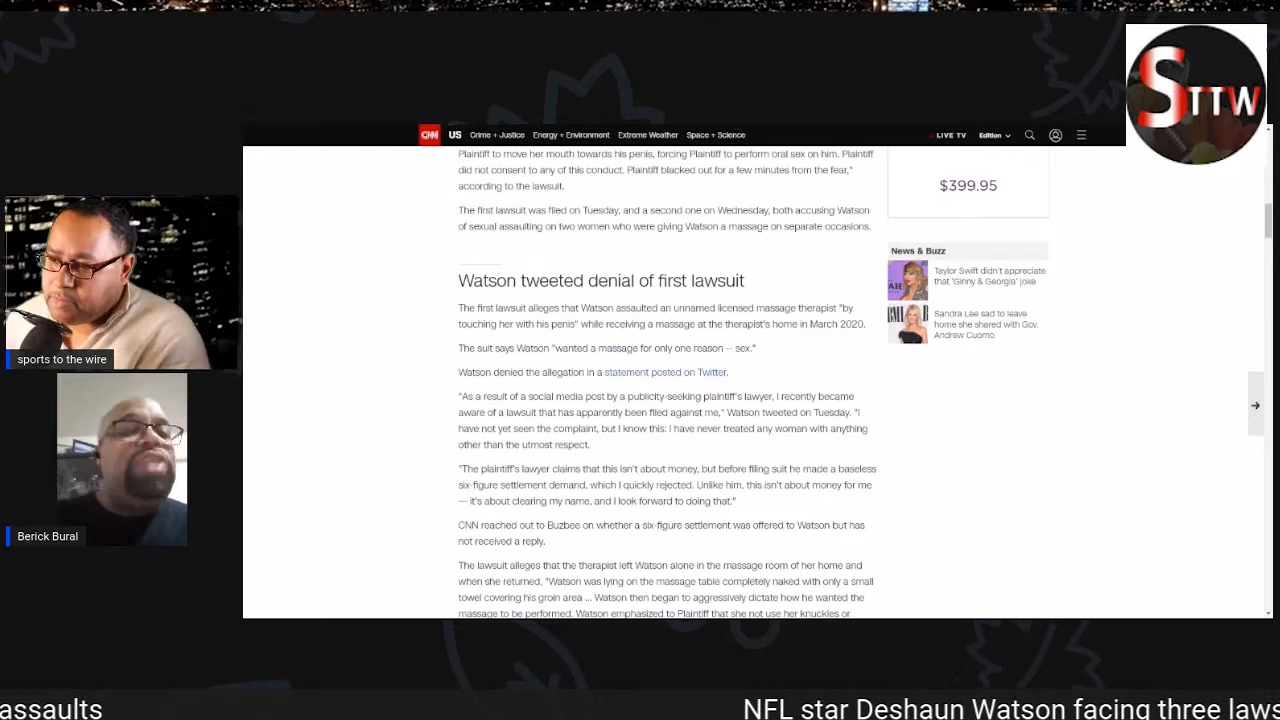 STTW
CNN US Crime + Justice Energy + Environment Extreme Weather Space + Science LIVE TV Edition
Plaintiff to move her mouth towards his penis, forcing Plaintiff to perform oral sex on him. Plaintiff
did not consent to any of this conduct. Plaintiff blacked out for a few minutes from the fear,"
according to the lawsuit.
The first lawsuit was filed on Tuesday, and a second one on Wednesday, both accusing Watson
of sexual assaulting on two women who were giving Watson a massage on separate occasions.
Watson tweeted denial of first lawsuit
The first lawsuit alleges that Watson assaulted an unnamed licensed massage therapist "by
touching her with his penis" while receiving a massage at the therapist's home in March 2020.
The suit says Watson "wanted a massage for only one reason -- sex."
Watson denied the allegation in a statement posted on Twitter.
"As a result of a social media post by a publicity-seeking plaintiff's lawyer, I recently became
aware of a lawsuit that has apparently been filed against me," Watson tweeted on Tuesday. "I
have not yet seen the complaint, but I know this: I have never treated any woman with anything
other than the utmost respect.
"The plaintiff's lawyer claims that this isn't about money, but before filing suit he made a baseless
six-figure settlement demand, which I quickly rejected. Unlike him, this isn't about money for me
— it's about clearing my name, and I look forward to doing that."
CNN reached out to Buzbee on whether a six-figure settlement was offered to Watson but has
not received a reply.
The lawsuit alleges that the therapist left Watson alone in the massage room of her home and
when she returned, "Watson was lying on the massage table completely naked with only a small
towel covering his groin area ... Watson then began to aggressively dictate how he wanted the
massage to be performed. Watson emphasized to Plaintiff that she not use her knuckles or
$399.95
News & Buzz
Taylor Swift didn't appreciate
that 'Ginny & Georgia' joke
Sandra Lee sad to leave
home she shared with Gov.
Andrew Cuomo
sports to the wire
Berick Bural
assaults NFL star Deshaun Watson facing three laws